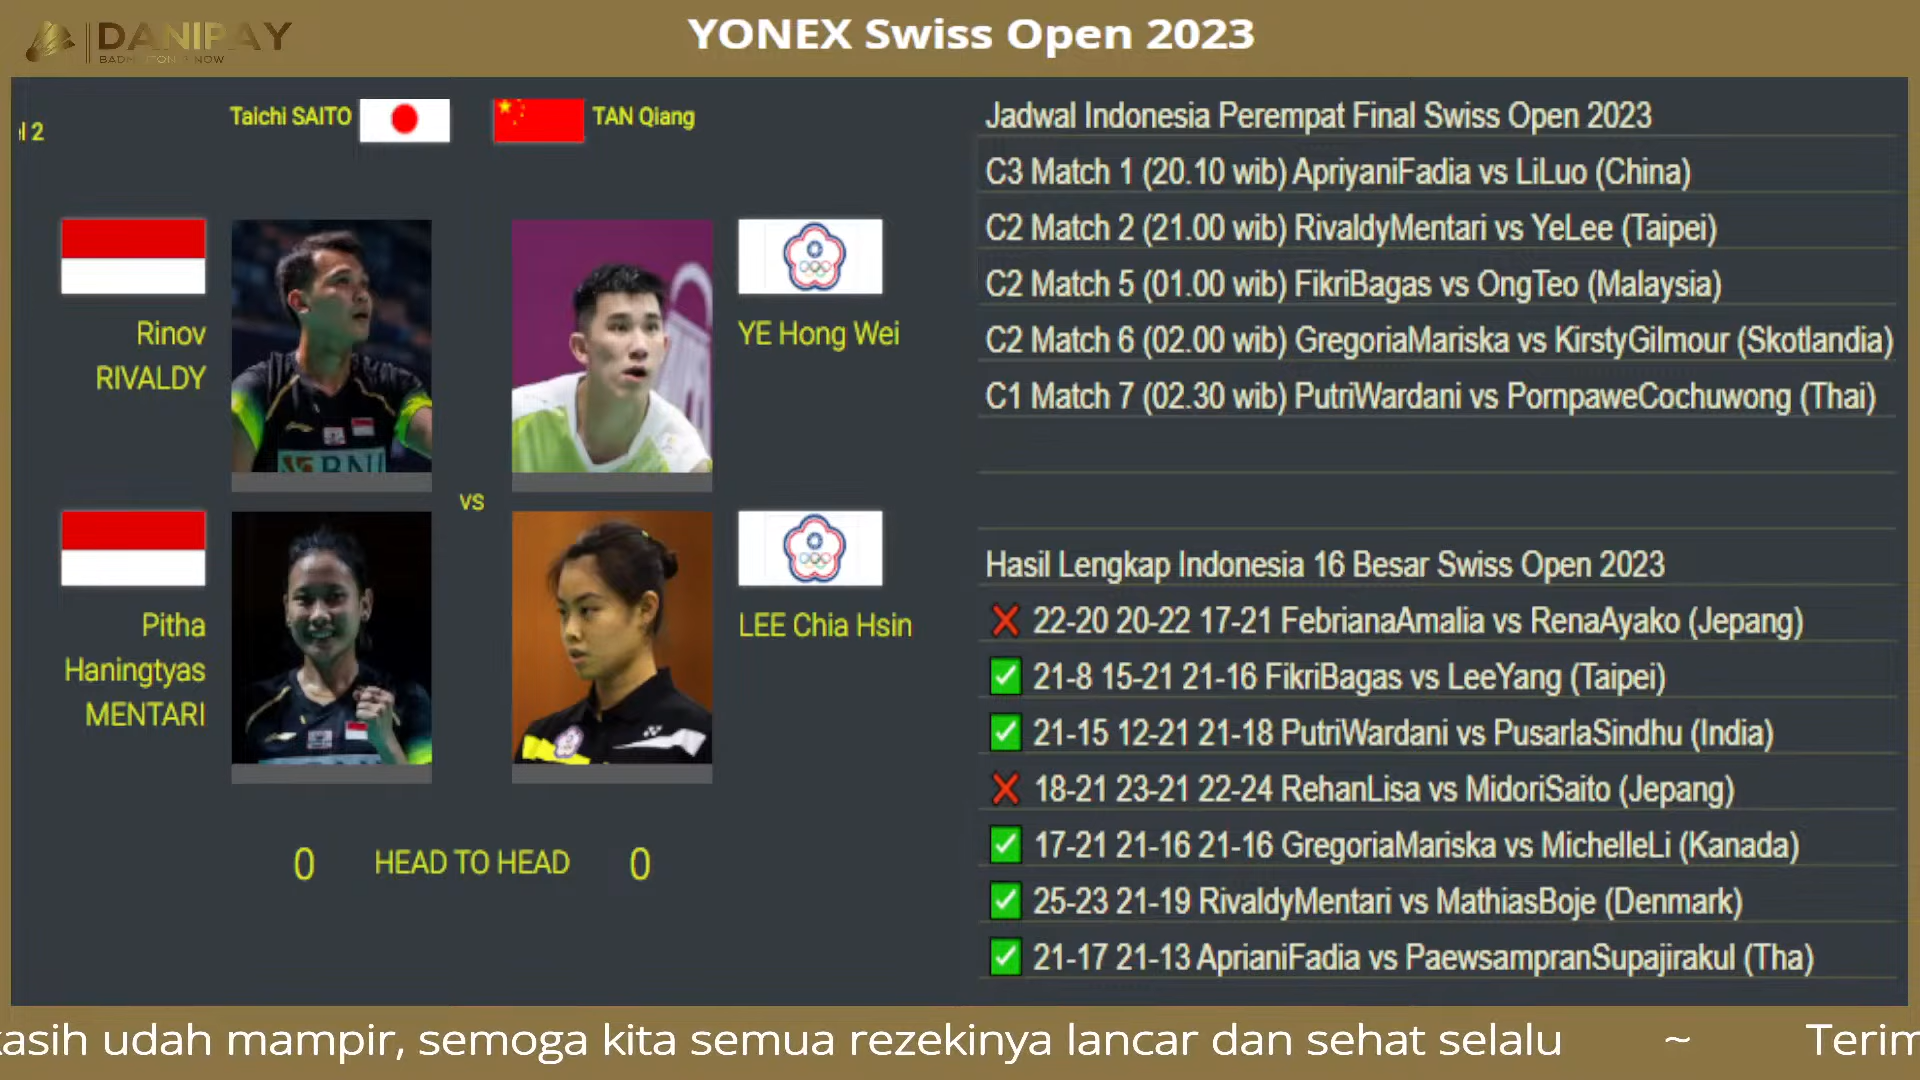 DANIPAY
BADMINTON NOW
YONEX Swiss Open 2023
Taichi SAITO
TAN Qiang
l 2
Rinov
RIVALDY
YE Hong Wei
vs
Pitha
Haningtyas
MENTARI
LEE Chia Hsin
BNI
0 HEAD TO HEAD 0
Jadwal Indonesia Perempat Final Swiss Open 2023
C3 Match 1 (20.10 wib) ApriyaniFadia vs LiLuo (China)
C2 Match 2 (21.00 wib) RivaldyMentari vs YeLee (Taipei)
C2 Match 5 (01.00 wib) FikriBagas vs OngTeo (Malaysia)
C2 Match 6 (02.00 wib) GregoriaMariska vs KirstyGilmour (Skotlandia)
C1 Match 7 (02.30 wib) PutriWardani vs PornpaweCochuwong (Thai)
Hasil Lengkap Indonesia 16 Besar Swiss Open 2023
❌ 22-20 20-22 17-21 FebrianaAmalia vs RenaAyako (Jepang)
✅ 21-8 15-21 21-16 FikriBagas vs LeeYang (Taipei)
✅ 21-15 12-21 21-18 PutriWardani vs PusarlaSindhu (India)
❌ 18-21 23-21 22-24 RehanLisa vs MidoriSaito (Jepang)
✅ 17-21 21-16 21-16 GregoriaMariska vs MichelleLi (Kanada)
✅ 25-23 21-19 RivaldyMentari vs MathiasBoje (Denmark)
✅ 21-17 21-13 AprianiFadia vs PaewsampranSupajirakul (Tha)
kasih udah mampir, semoga kita semua rezekinya lancar dan sehat selalu ~ Terim